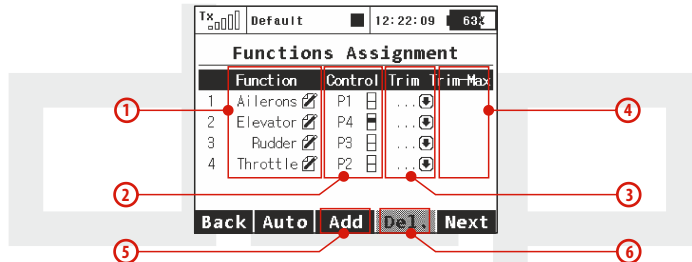 Tx Default 12:22:09 63%
Functions Assignment
Function Control Trim Trim-Max
1 Ailerons P1 ...
2 Elevator P4 ...
3 Rudder P3 ...
4 Throttle P2 ...
Back Auto Add Del. Next
1
4
2
3
5
6